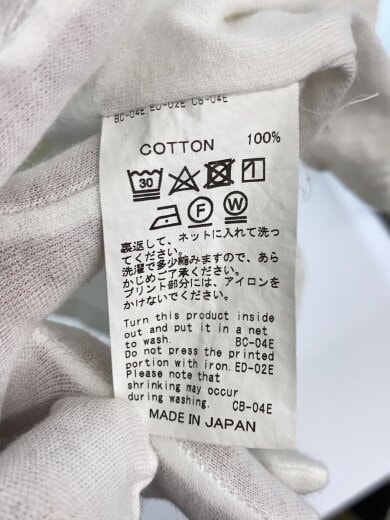 BC-04E ED-02E CB-04E
COTTON 100%
30
F W
裏返して、ネットに入れて洗っ
てください。
洗濯で多少縮みますので、あら
かじめご了承ください。
プリント部分には、アイロンを
かけないでください。
Turn this product inside
out and put it in a net
to wash. BC-04E
Do not press the printed
portion with iron. ED-02E
Please note that
shrinking may occur
during washing. CB-04E
MADE IN JAPAN